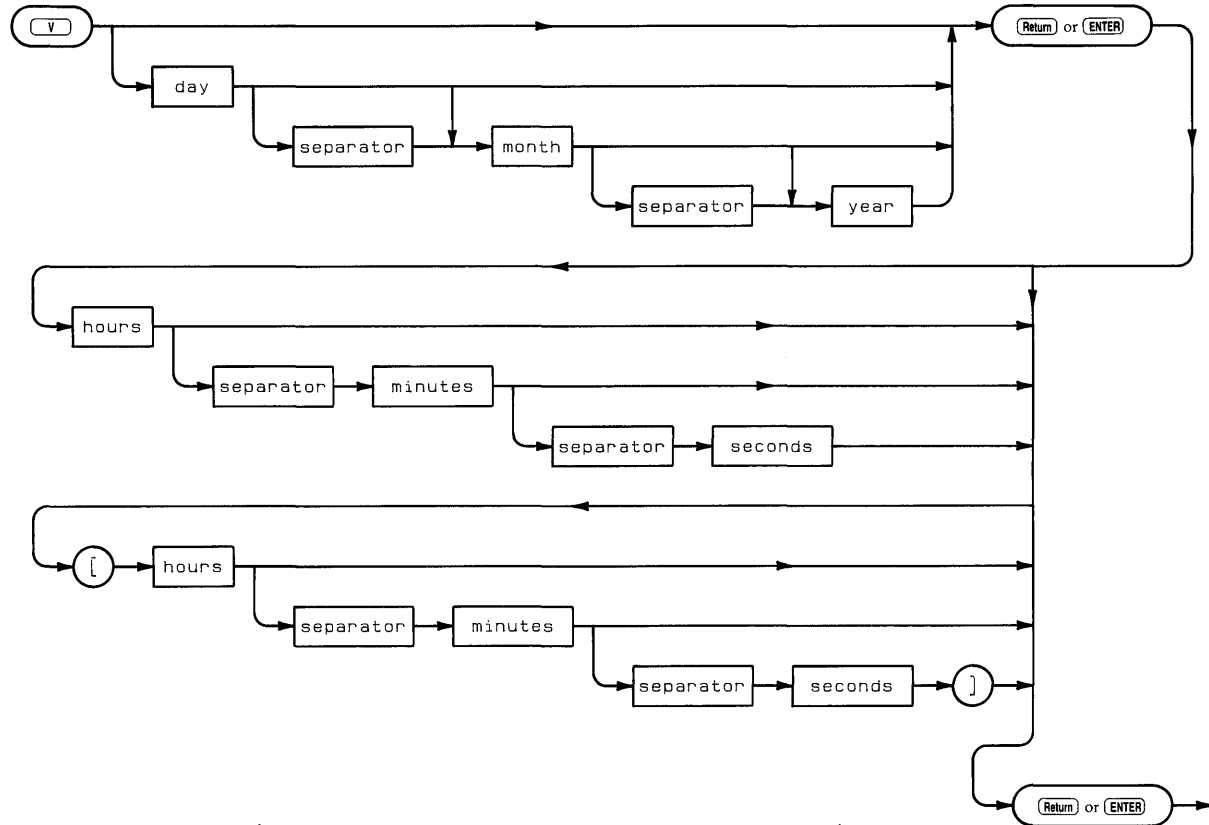 V
Return or ENTER
day
separator
month
separator
year
hours
separator
minutes
separator
seconds
[
hours
separator
minutes
separator
seconds
]
Return or ENTER